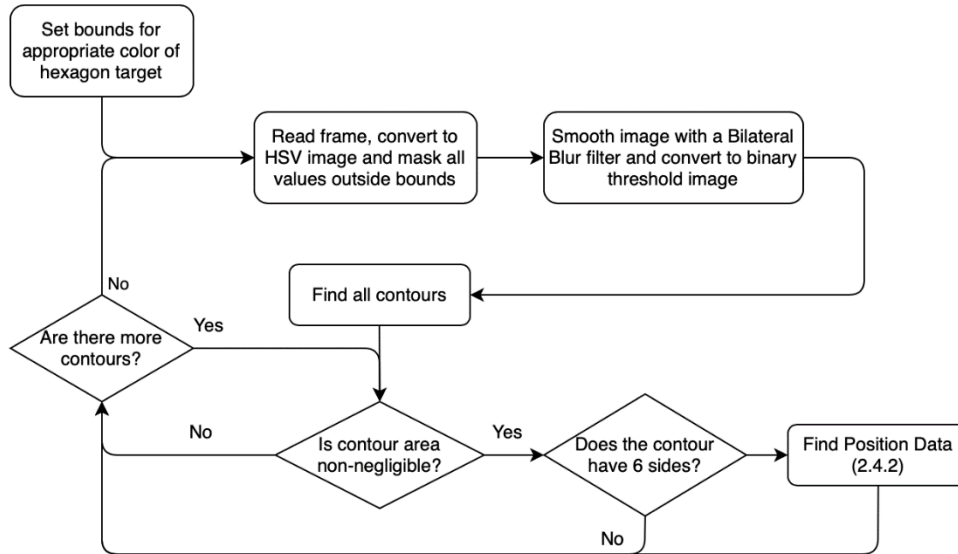 Set bounds for
appropriate color of
hexagon target
Read frame, convert to
HSV image and mask all
values outside bounds
Smooth image with a Bilateral
Blur filter and convert to binary
threshold image
Find all contours
No
Are there more
contours?
Yes
No
Is contour area
non-negligible?
Yes
Does the contour
have 6 sides?
Find Position Data
(2.4.2)
No